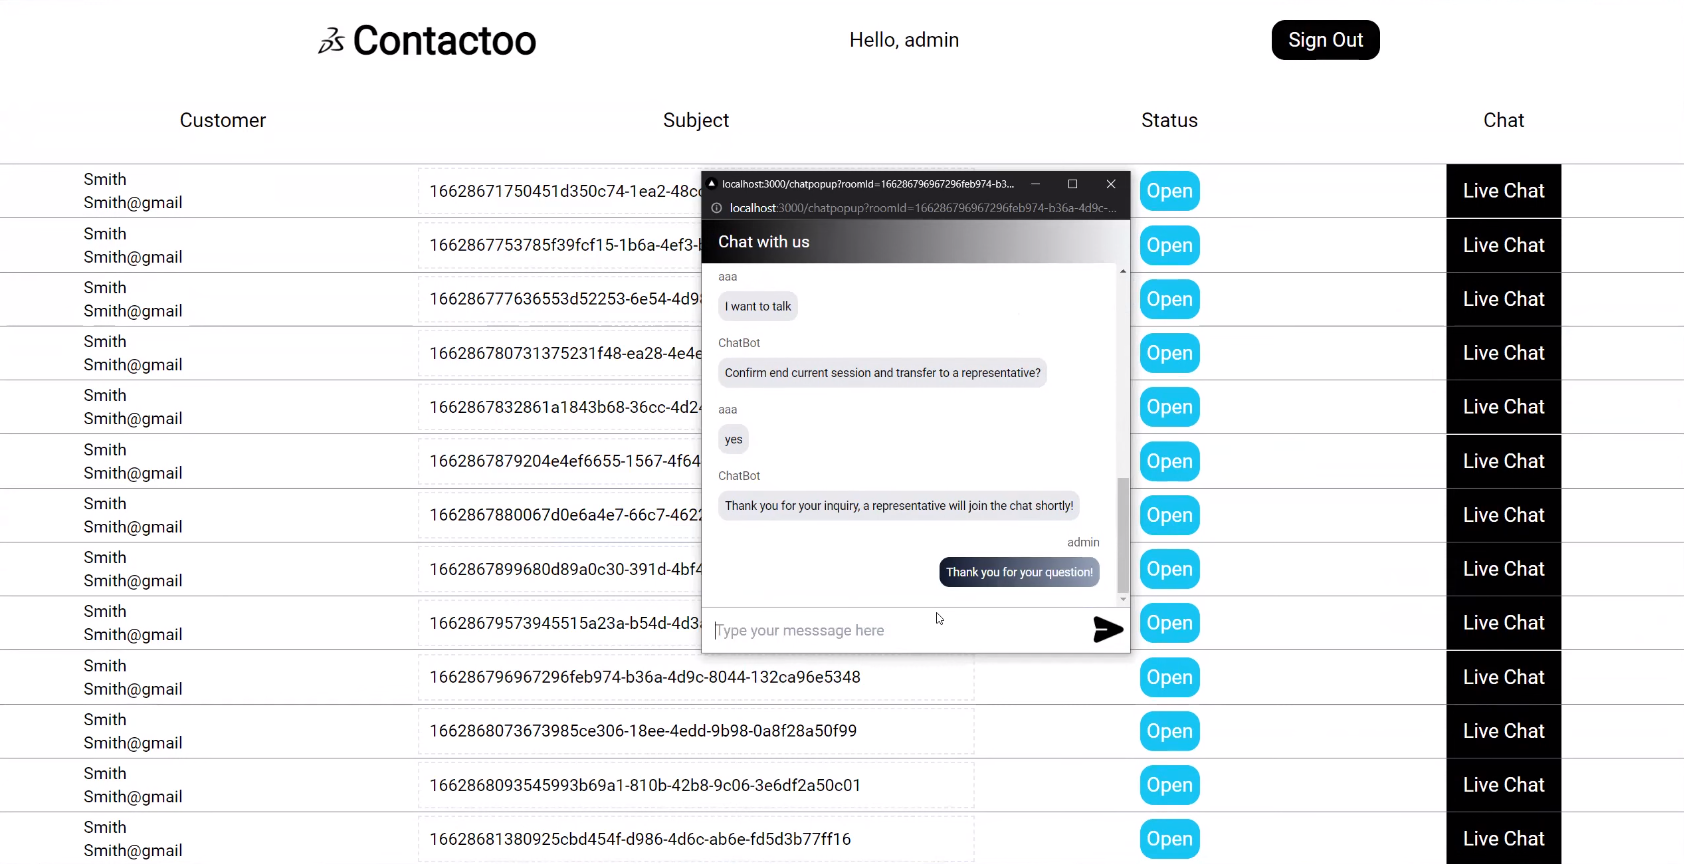 Contactoo
Hello, admin
Sign Out
Customer
Subject
Status
Chat
Smith
Smith@gmail
16628671750451d350c74-1ea2-48c
Open
Live Chat
Smith
Smith@gmail
1662867753785f39fcf15-1b6a-4ef3-
Open
Live Chat
Smith
Smith@gmail
166286777636553d52253-6e54-4d9
Open
Live Chat
Smith
Smith@gmail
166286780731375231f48-ea28-4e4e
Open
Live Chat
Smith
Smith@gmail
1662867832861a1843b68-36cc-4d24
Open
Live Chat
Smith
Smith@gmail
1662867879204e4ef6655-1567-4f64
Open
Live Chat
Smith
Smith@gmail
1662867880067d0e6a4e7-66c7-4622
Open
Live Chat
Smith
Smith@gmail
1662867899680d89a0c30-391d-4bf4
Open
Live Chat
Smith
Smith@gmail
16628679573945515a23a-b54d-4d3
Open
Live Chat
Smith
Smith@gmail
166286796967296feb974-b36a-4d9c-8044-132ca96e5348
Open
Live Chat
Smith
Smith@gmail
1662868073673985ce306-18ee-4edd-9b98-0a8f28a50f99
Open
Live Chat
Smith
Smith@gmail
1662868093545993b69a1-810b-42b8-9c06-3e6df2a50c01
Open
Live Chat
Smith
Smith@gmail
16628681380925cbd454f-d986-4d6c-ab6e-fd5d3b77ff16
Open
Live Chat
localhost:3000/chatpopup?roomId=166286796967296feb974-b3...
localhost:3000/chatpopup?roomId=166286796967296feb974-b36a-4d9c-...
Chat with us
aaa
I want to talk
ChatBot
Confirm end current session and transfer to a representative?
aaa
yes
ChatBot
Thank you for your inquiry, a representative will join the chat shortly!
admin
Thank you for your question!
Type your messsage here